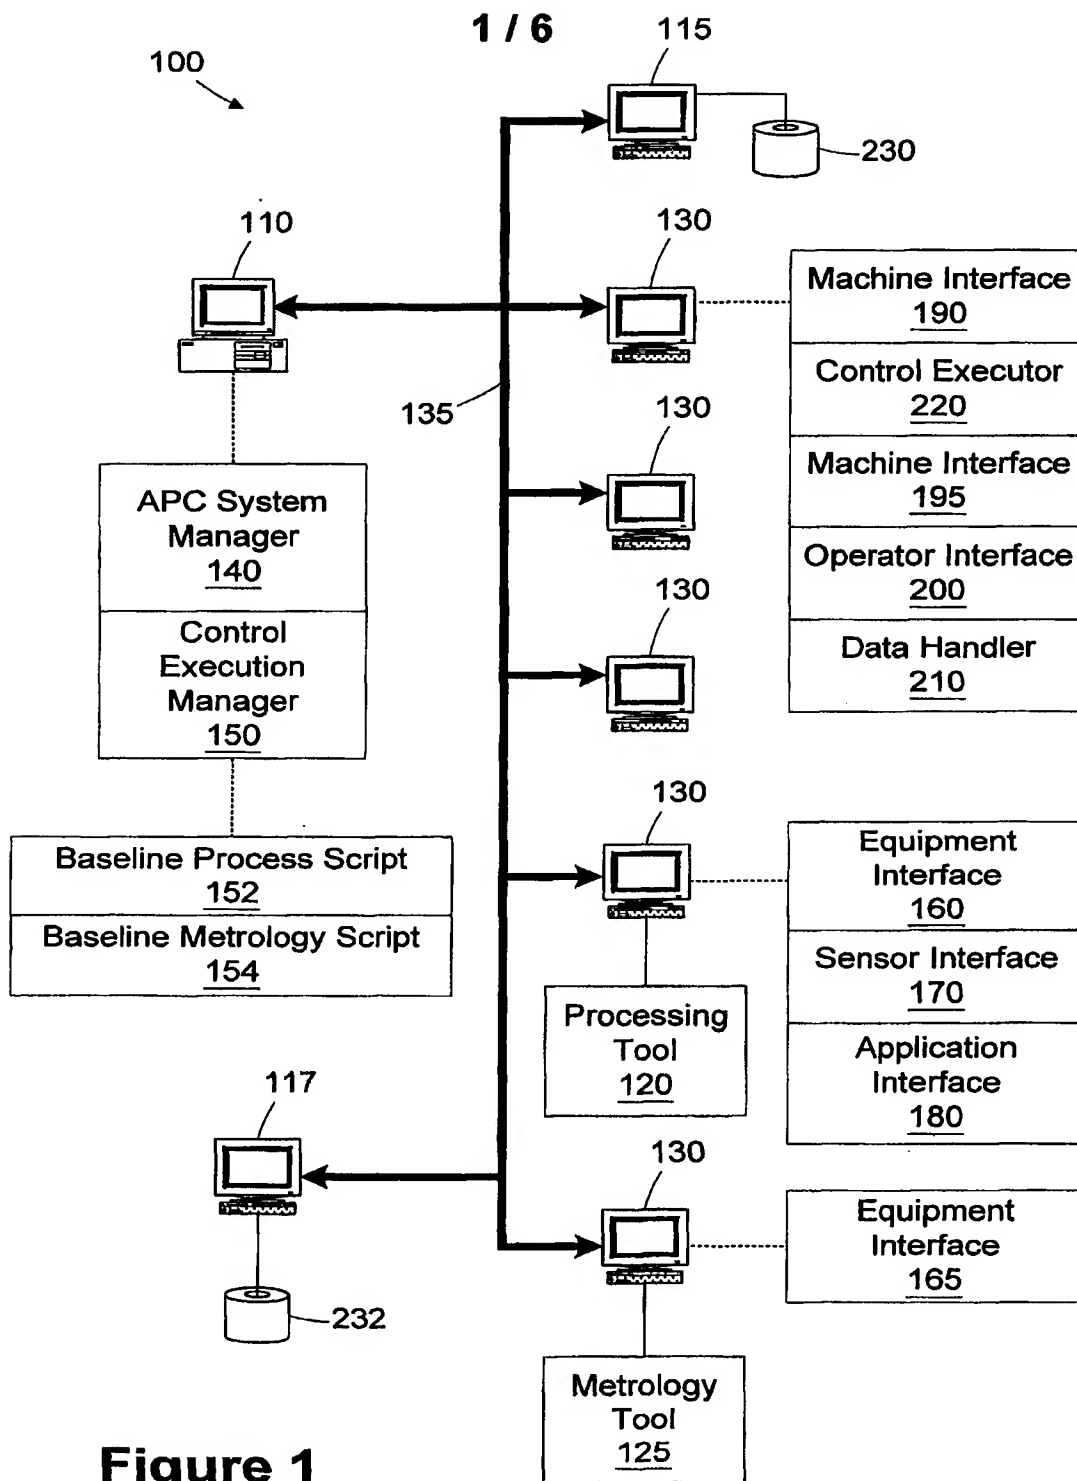 1 / 6
100
115
230
110
130
Machine Interface
190
Control Executor
220
Machine Interface
195
Operator Interface
200
Data Handler
210
135
130
130
APC System
Manager
140
Control
Execution
Manager
150
Baseline Process Script
152
Baseline Metrology Script
154
130
Equipment
Interface
160
Sensor Interface
170
Application
Interface
180
Processing
Tool
120
117
232
130
Equipment
Interface
165
Metrology
Tool
125
Figure 1